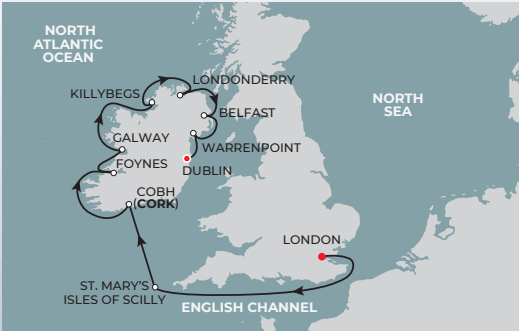 NORTH
ATLANTIC
OCEAN
LONDONDERRY
KILLYBEGS
NORTH
SEA
BELFAST
GALWAY
WARRENPOINT
FOYNES
DUBLIN
COBH
(CORK)
LONDON
ST. MARY'S
ISLES OF SCILLY
ENGLISH CHANNEL